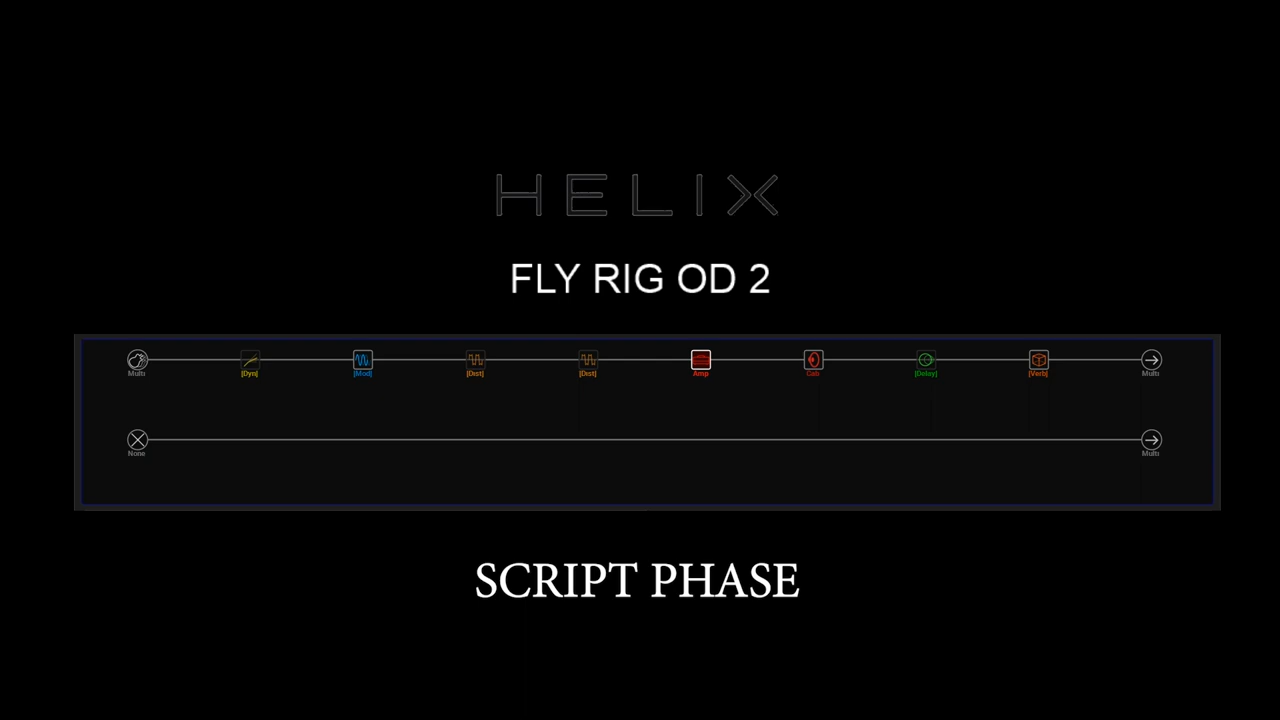 HELIX
FLY RIG OD 2
Multi |Dyn| |Mod| |Dist| |Dist| Amp Cab |Delay| |Verb| Multi
None Multi
SCRIPT PHASE